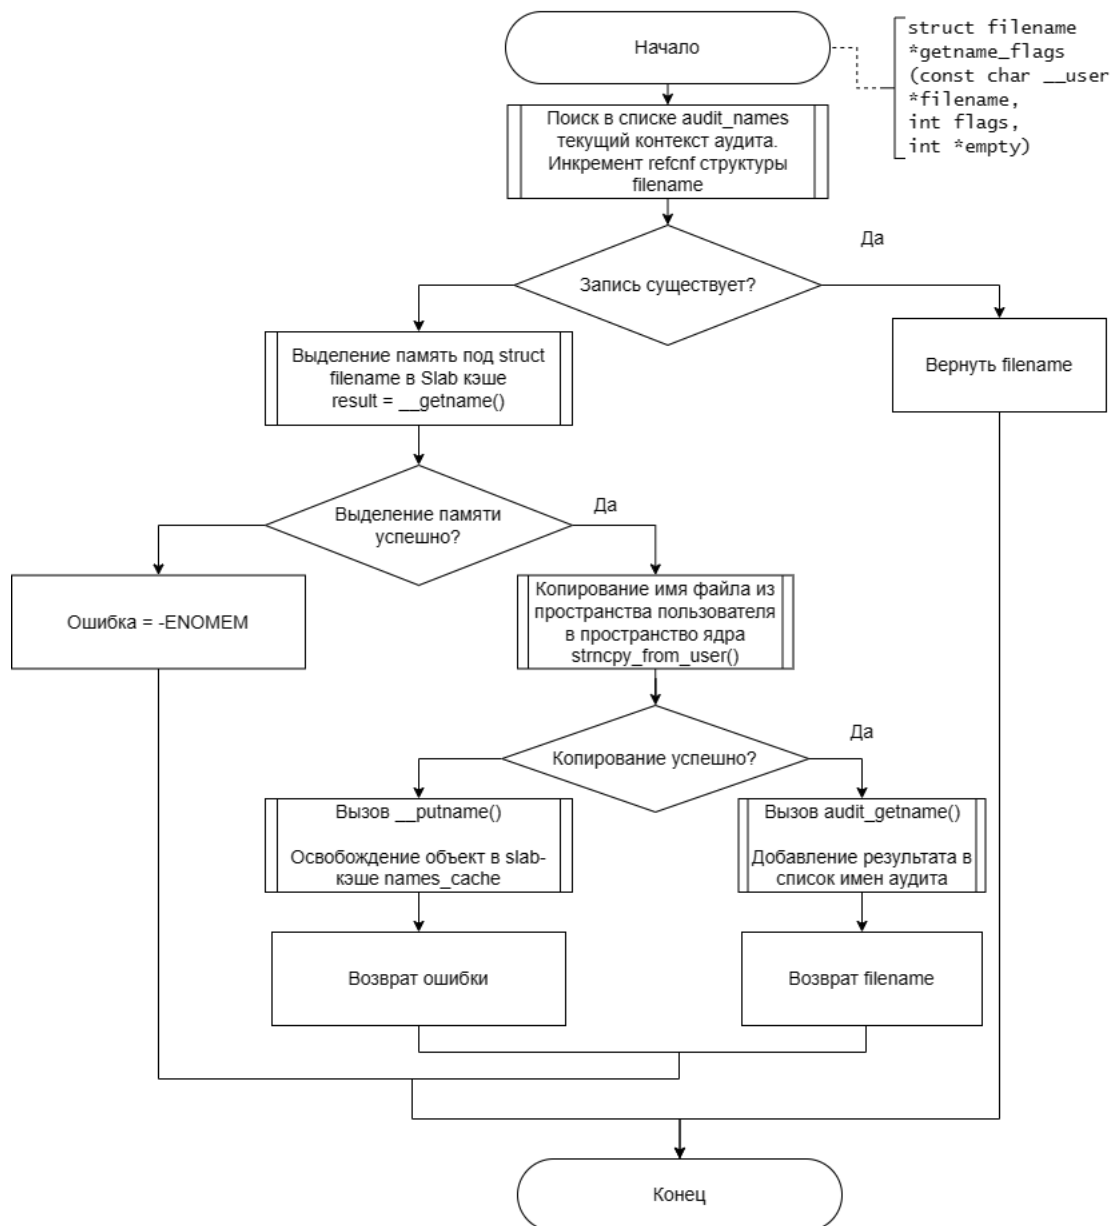 Начало
struct filename
*getname_flags
(const char __user
*filename,
int flags,
int *empty)
Поиск в списке audit_names
текущий контекст аудита.
Инкремент refcnf структуры
filename
Да
Запись существует?
Выделение память под struct
filename в Slab кэше
result = __getname()
Вернуть filename
Да
Выделение памяти
успешно?
Ошибка = -ENOMEM
Копирование имя файла из
пространства пользователя
в пространство ядра
strncpy_from_user()
Да
Копирование успешно?
Вызов __putname()
Освобождение объект в slab-
кэше names_cache
Вызов audit_getname()
Добавление результата в
список имен аудита
Возврат ошибки
Возврат filename
Конец